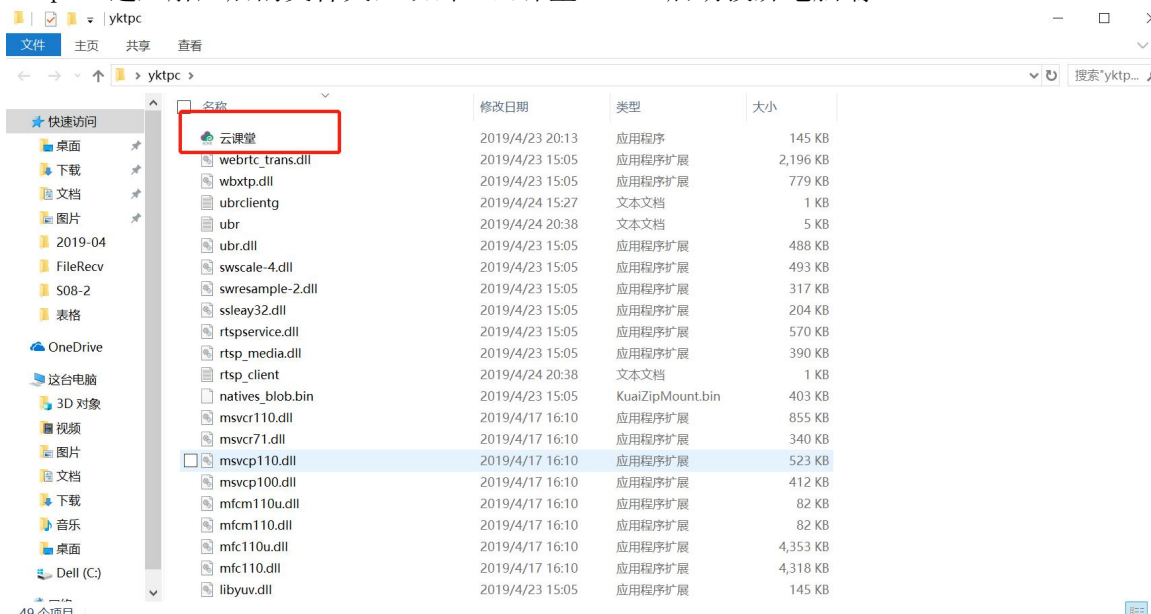 yktpc
文件 主页 共享 查看
yktpc
搜索"yktp...
名称 修改日期 类型 大小
快速访问
桌面
下载
文档
图片
2019-04
FileRecv
S08-2
表格
OneDrive
这台电脑
3D 对象
视频
图片
文档
下载
音乐
桌面
Dell (C:)
云课堂 2019/4/23 20:13 应用程序 145 KB
webrtc_trans.dll 2019/4/23 15:05 应用程序扩展 2,196 KB
wbxtp.dll 2019/4/23 15:05 应用程序扩展 779 KB
ubrclientg 2019/4/24 15:27 文本文档 1 KB
ubr 2019/4/24 20:38 文本文档 5 KB
ubr.dll 2019/4/23 15:05 应用程序扩展 488 KB
swscale-4.dll 2019/4/23 15:05 应用程序扩展 493 KB
swresample-2.dll 2019/4/23 15:05 应用程序扩展 317 KB
ssleay32.dll 2019/4/23 15:05 应用程序扩展 204 KB
rtspservice.dll 2019/4/23 15:05 应用程序扩展 570 KB
rtsp_media.dll 2019/4/23 15:05 应用程序扩展 390 KB
rtsp_client 2019/4/24 20:38 文本文档 1 KB
natives_blob.bin 2019/4/23 15:05 KuaiZipMount.bin 403 KB
msvcr110.dll 2019/4/17 16:10 应用程序扩展 855 KB
msvcr71.dll 2019/4/17 16:10 应用程序扩展 340 KB
msvcp110.dll 2019/4/17 16:10 应用程序扩展 523 KB
msvcp100.dll 2019/4/17 16:10 应用程序扩展 412 KB
mfcm110u.dll 2019/4/17 16:10 应用程序扩展 82 KB
mfcm110.dll 2019/4/17 16:10 应用程序扩展 82 KB
mfc110u.dll 2019/4/17 16:10 应用程序扩展 4,353 KB
mfc110.dll 2019/4/17 16:10 应用程序扩展 4,318 KB
libyuv.dll 2019/4/23 15:05 应用程序扩展 145 KB
49 个项目